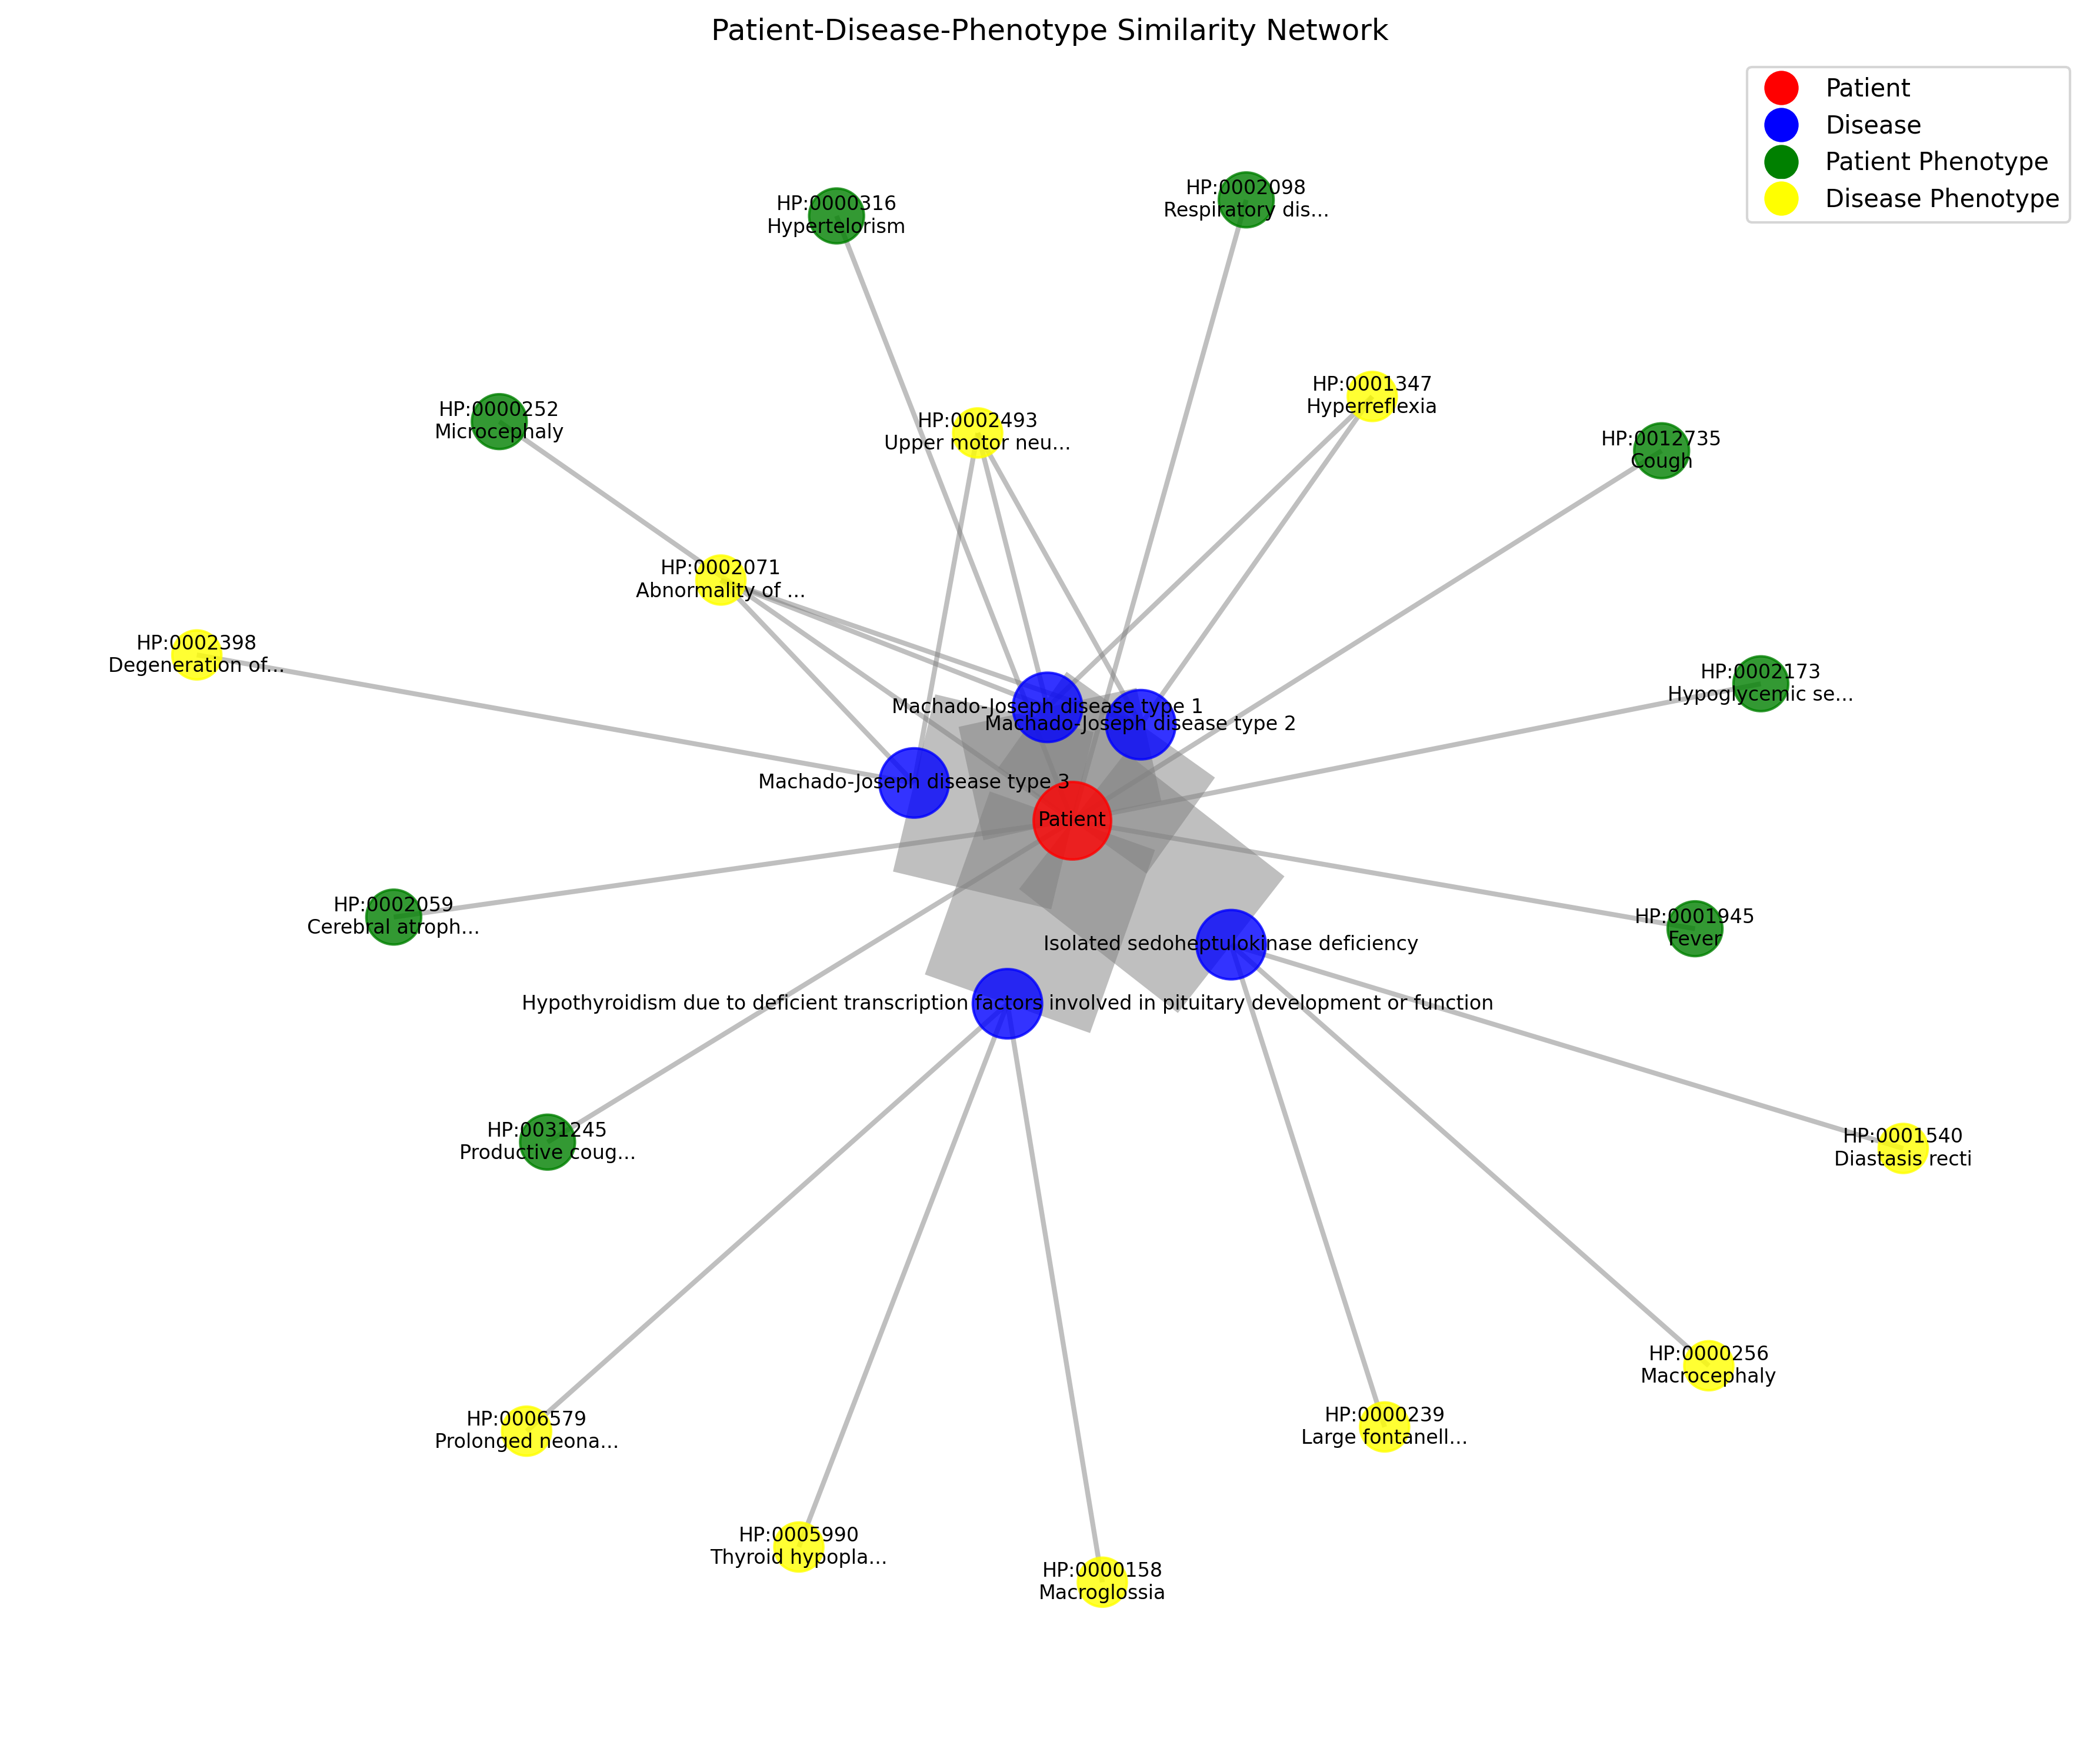 Patient-Disease-Phenotype Similarity Network
Patient
Disease
Patient Phenotype
Disease Phenotype
HP:0002098
Respiratory dis...
HP:0000316
Hypertelorism
HP:0001347
Hyperreflexia
HP:0000252
Microcephaly
HP:0002493
Upper motor neu...
HP:0012735
Cough
HP:0002071
Abnormality of ...
HP:0002398
Degeneration of...
HP:0002173
Hypoglycemic se...
Machado-Joseph disease type 1
Machado-Joseph disease type 2
Machado-Joseph disease type 3
Patient
HP:0002059
Cerebral atroph...
HP:0001945
Fever
Isolated sedoheptulokinase deficiency
Hypothyroidism due to deficient transcription factors involved in pituitary development or function
HP:0031245
Productive coug...
HP:0001540
Diastasis recti
HP:0000256
Macrocephaly
HP:0000239
Large fontanell...
HP:0006579
Prolonged neona...
HP:0005990
Thyroid hypopla...
HP:0000158
Macroglossia